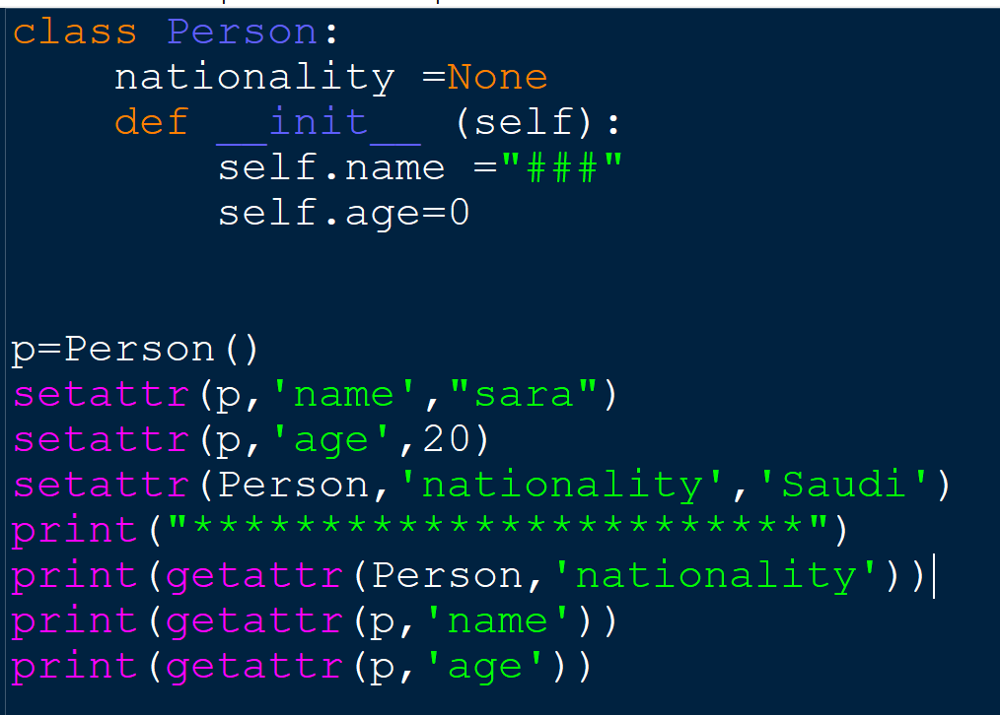 class Person:
    nationality =None
    def __init__ (self):
        self.name ="###"
        self.age=0
p=Person()
setattr(p,'name',"sara")
setattr(p,'age',20)
setattr(Person,'nationality','Saudi')
print("************************")
print(getattr(Person,'nationality'))
print(getattr(p,'name'))
print(getattr(p,'age'))